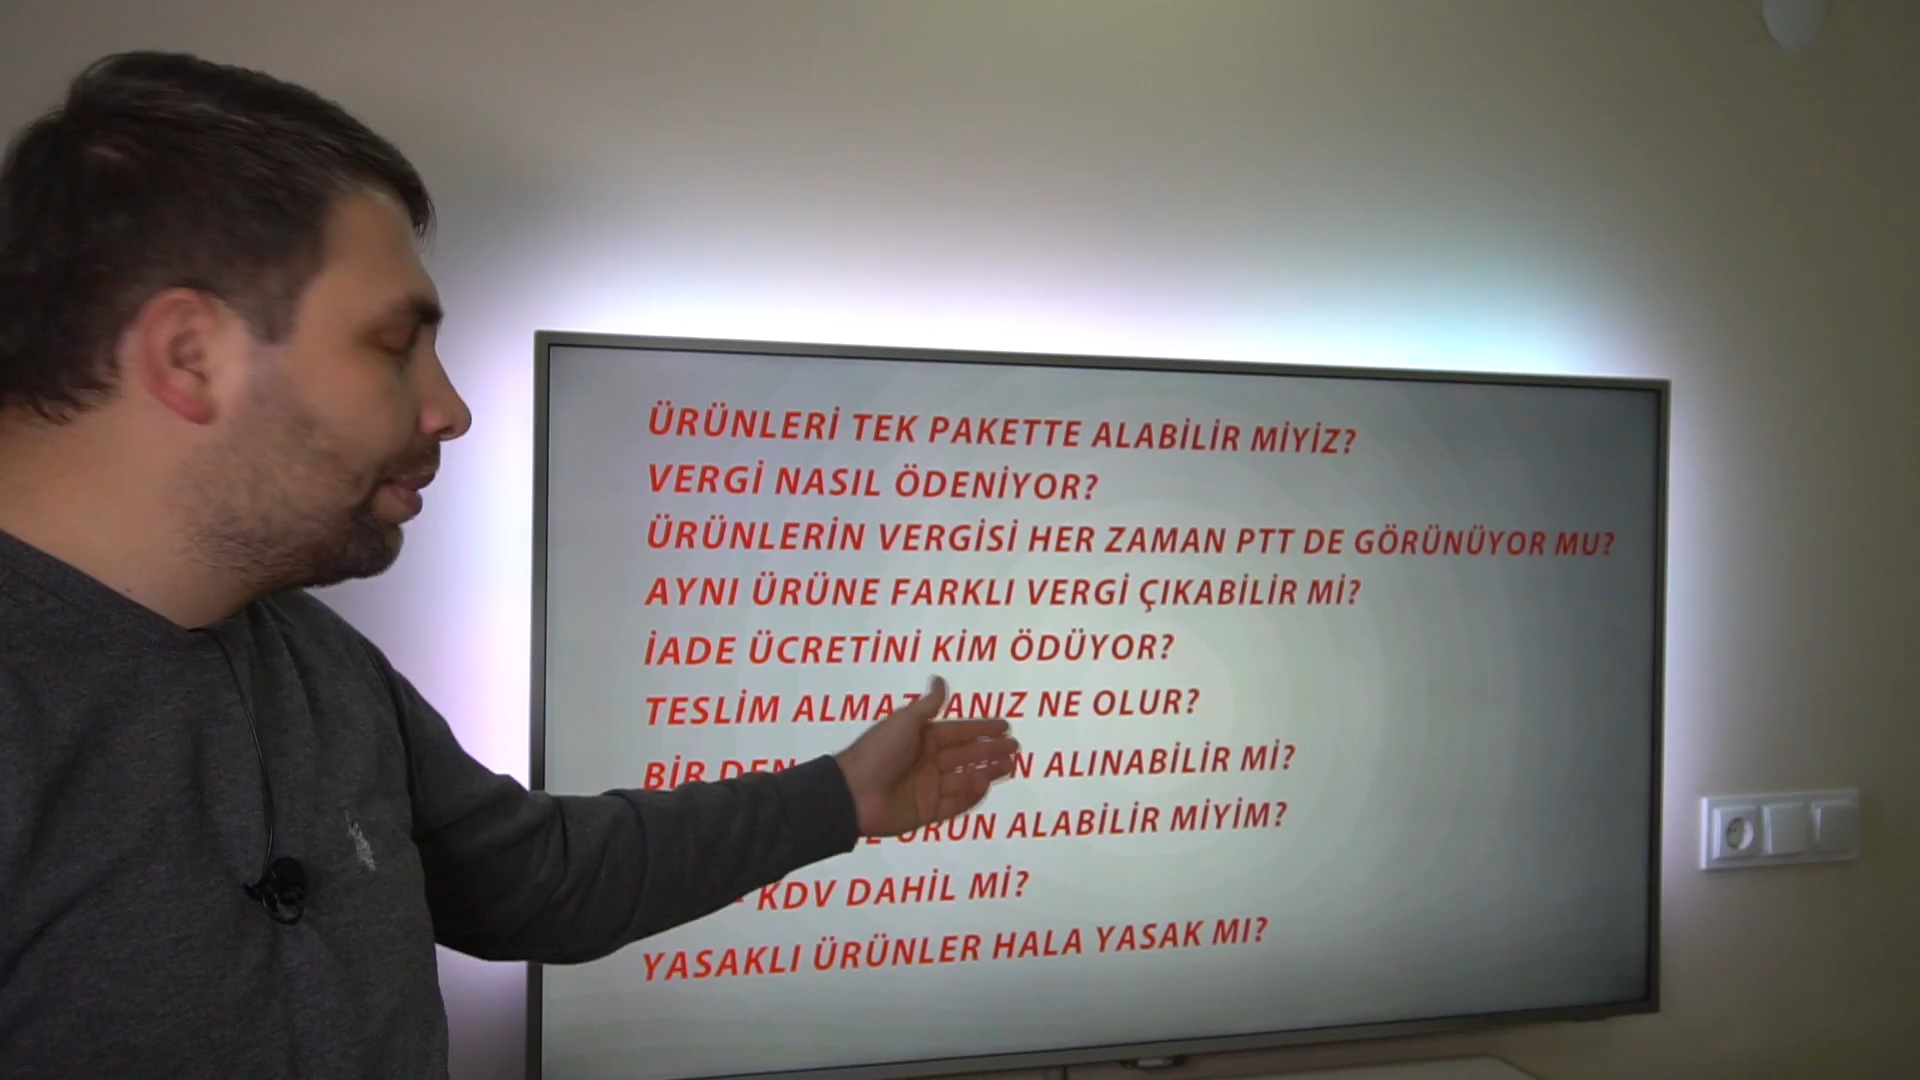 ÜRÜNLERİ TEK PAKETTE ALABİLİR MİYİZ?
VERGİ NASIL ÖDENİYOR?
ÜRÜNLERİN VERGİSİ HER ZAMAN PTT DE GÖRÜNÜYOR MU?
AYNI ÜRÜNE FARKLI VERGİ ÇIKABİLİR Mİ?
İADE ÜCRETİNİ KİM ÖDÜYOR?
TESLİM NE OLUR?
BİR DEN ALINABİLİR Mİ?
ÜRÜN ALABİLİR MİYİM?
KDV DAHİL Mİ?
YASAKLI ÜRÜNLER HALA YASAK MI?